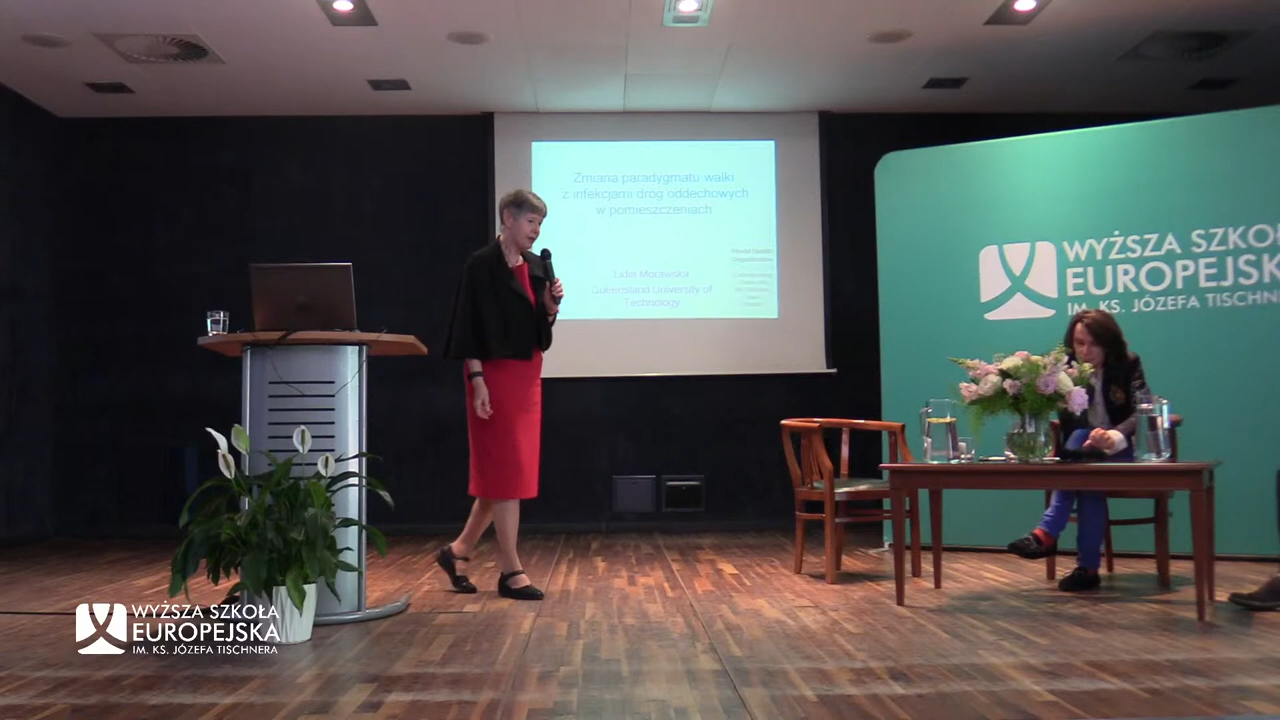 Zmiana paradygmatu walki
z infekcjami dróg oddechowych
w pomieszczeniach
Lidia Morawska
Queensland University of
Technology
WYŻSZA SZKOŁ
EUROPEJSK
IM. KS. JÓZEFA TISCHNE
WYŻSZA SZKOŁA
EUROPEJSKA
IM. KS. JÓZEFA TISCHNERA